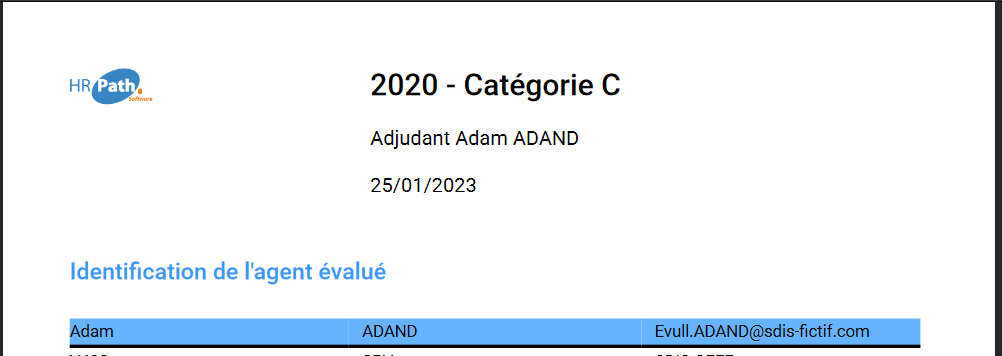 HR Path
Software
2020 - Catégorie C
Adjudant Adam ADAND
25/01/2023
Identification de l'agent évalué
Adam ADAND Evull.ADAND@sdis-fictif.com